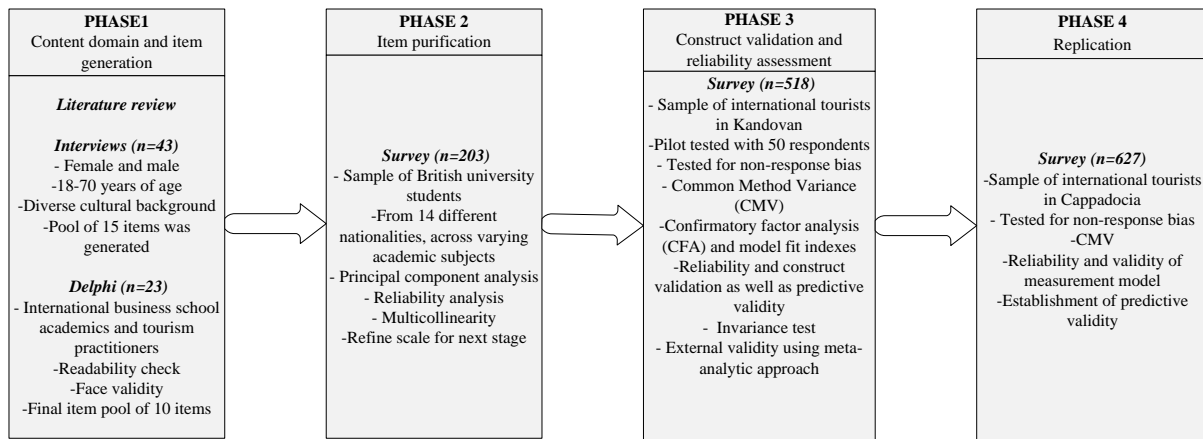 PHASE1
Content domain and item
generation
Literature review
Interviews (n=43)
- Female and male
-18-70 years of age
-Diverse cultural background
-Pool of 15 items was
generated
Delphi (n=23)
- International business school
academics and tourism
practitioners
-Readability check
-Face validity
-Final item pool of 10 items
PHASE 2
Item purification
Survey (n=203)
- Sample of British university
students
-From 14 different
nationalities, across varying
academic subjects
- Principal component analysis
- Reliability analysis
- Multicollinearity
-Refine scale for next stage
PHASE 3
Construct validation and
reliability assessment
Survey (n=518)
- Sample of international tourists
in Kandovan
-Pilot tested with 50 respondents
- Tested for non-response bias
- Common Method Variance
(CMV)
-Confirmatory factor analysis
(CFA) and model fit indexes
-Reliability and construct
validation as well as predictive
validity
- Invariance test
- External validity using meta-
analytic approach
PHASE 4
Replication
Survey (n=627)
-Sample of international tourists
in Cappadocia
- Tested for non-response bias
-CMV
-Reliability and validity of
measurement model
-Establishment of predictive
validity